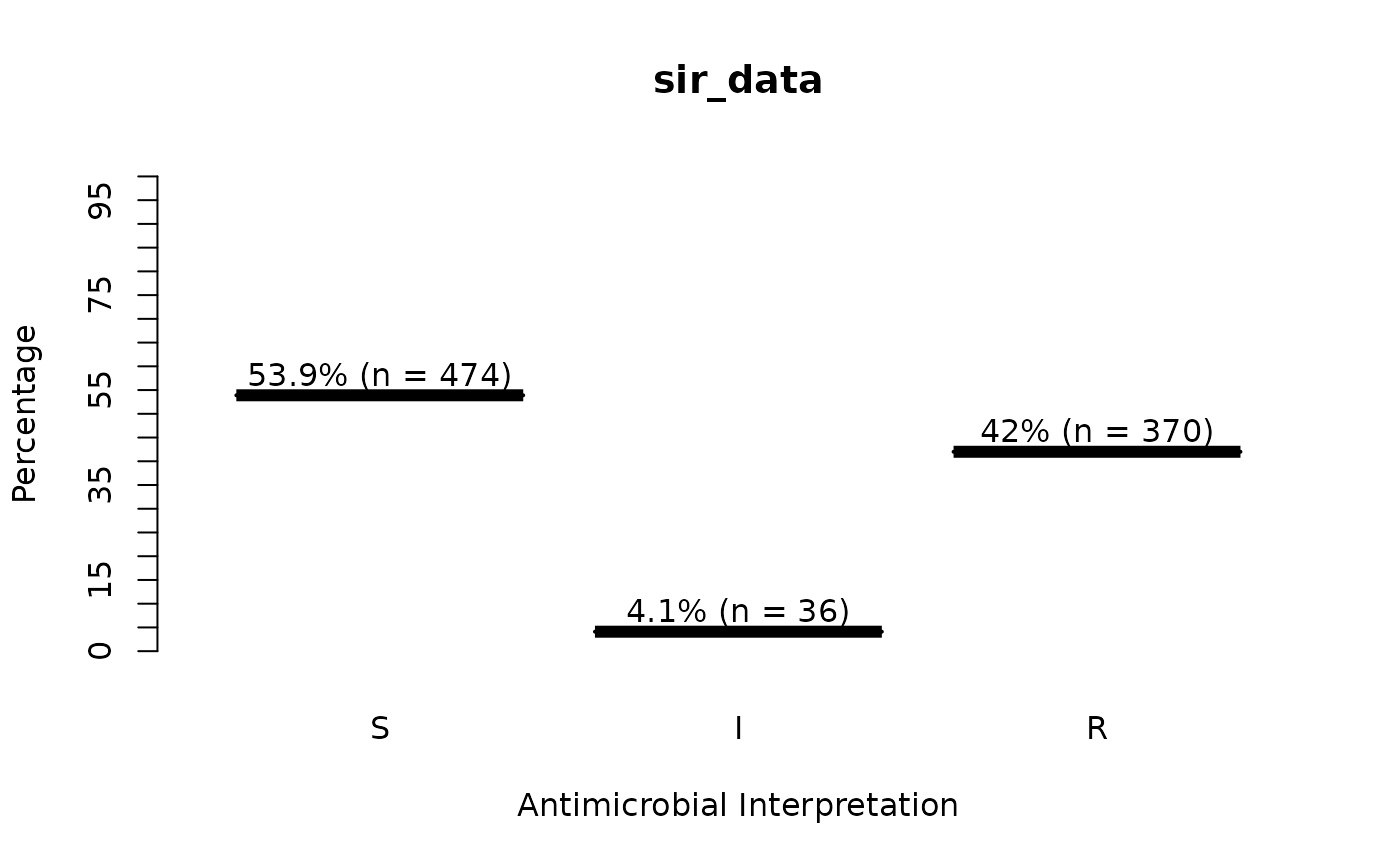 sir_data
Percentage
95
75
55
35
15
0
53.9% (n = 474)
4.1% (n = 36)
42% (n = 370)
S
I
R
Antimicrobial Interpretation